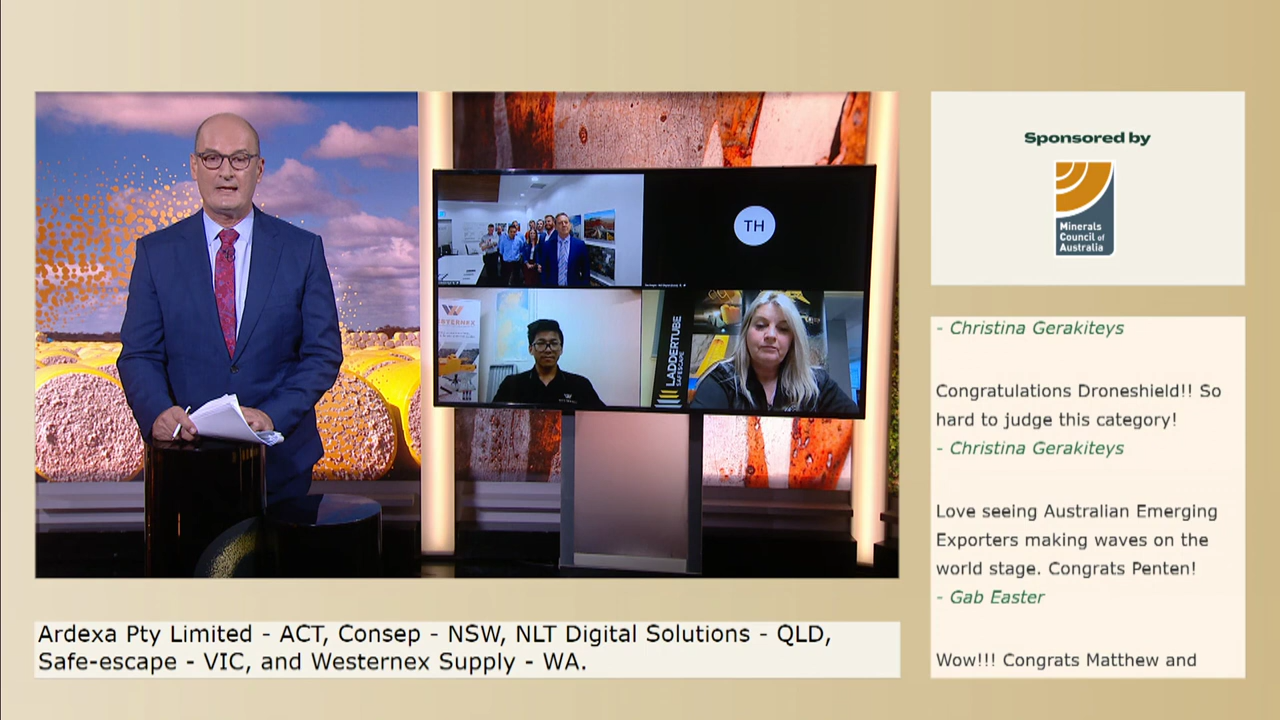 TH
WESTERNEX
LADDERTUBE
SAFESCAPE
Ardexa Pty Limited - ACT, Consep - NSW, NLT Digital Solutions - QLD,
Safe-escape - VIC, and Westernex Supply - WA.
Sponsored by
Minerals
Council of
Australia
- Christina Gerakiteys
Congratulations Droneshield!! So
hard to judge this category!
- Christina Gerakiteys
Love seeing Australian Emerging
Exporters making waves on the
world stage. Congrats Penten!
- Gab Easter
Wow!!! Congrats Matthew and